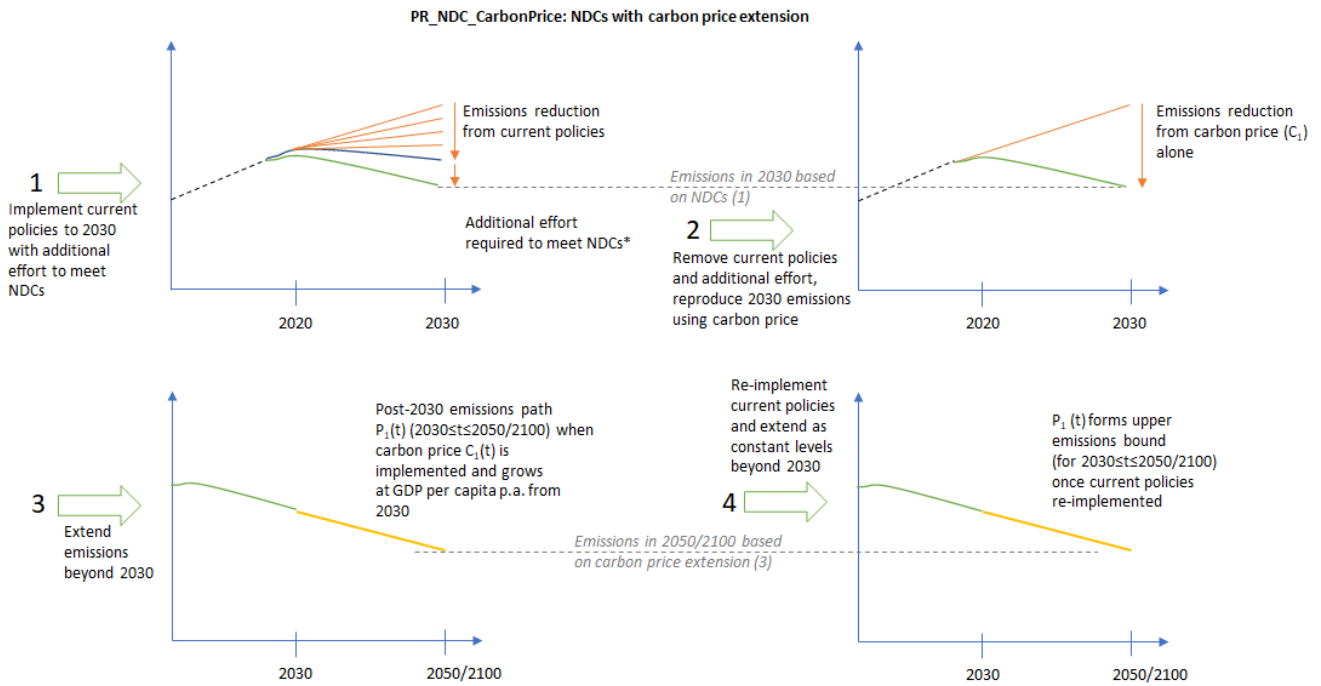 PR_NDC_CarbonPrice: NDCs with carbon price extension
Emissions reduction
from current policies
1
Implement current
policies to 2030
with additional
effort to meet
NDCs
Additional effort
required to meet NDCs*
2020
2030
Emissions in 2030 based
on NDCs (1)
2
Remove current policies
and additional effort,
reproduce 2030 emissions
using carbon price
Emissions reduction
from carbon price (C₁)
alone
2020
2030
3
Extend
emissions
beyond 2030
Post-2030 emissions path
P₁(t) (2030≤t≤2050/2100) when
carbon price C₁(t) is
implemented and grows
at GDP per capita p.a. from
2030
2030
2050/2100
Emissions in 2050/2100 based
on carbon price extension (3)
Re-implement
current policies
and extend as
constant levels
beyond 2030
4
P₁ (t) forms upper
emissions bound
(for 2030≤t≤2050/2100)
once current policies
re-implemented
2030
2050/2100